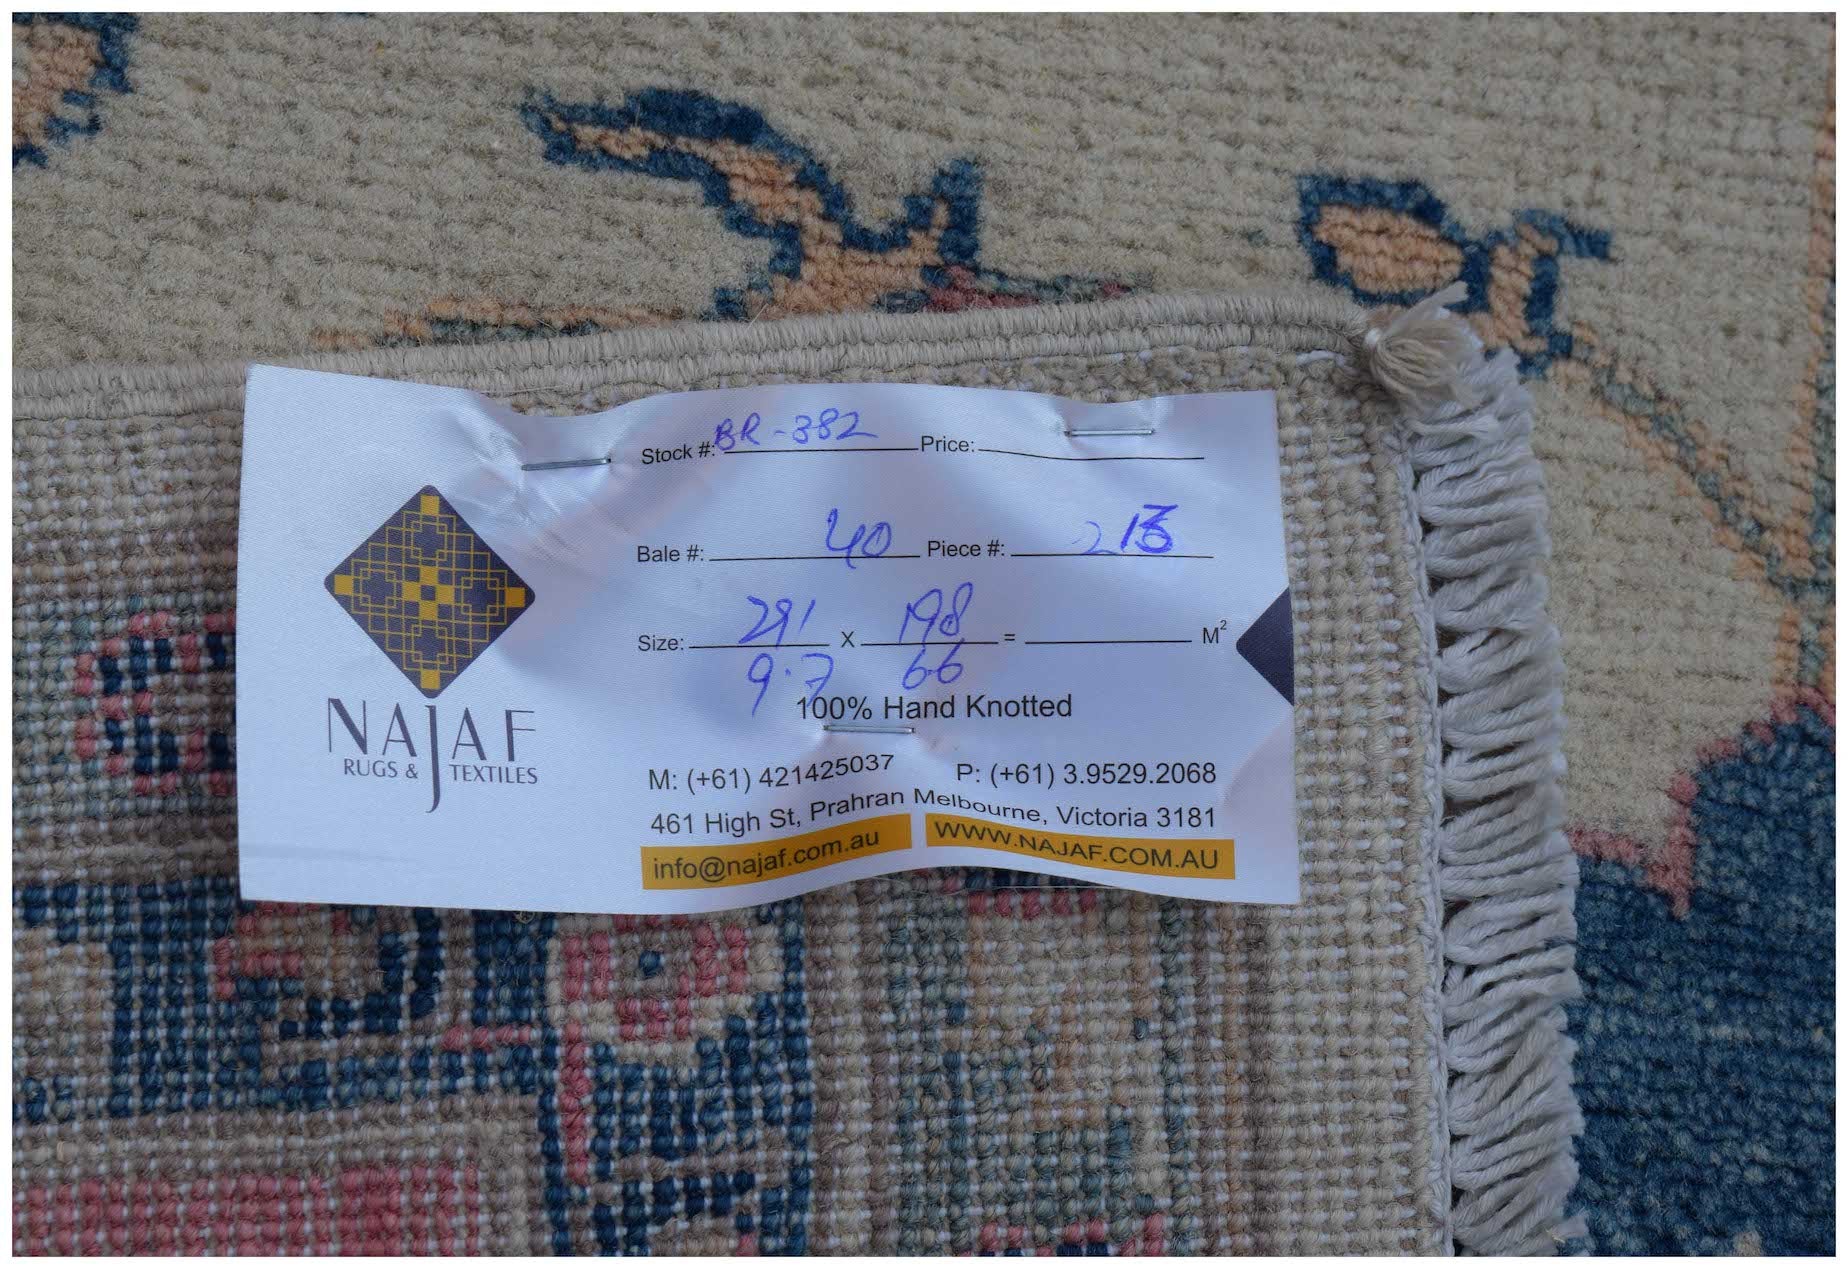 NAJAF
RUGS & TEXTILES
Stock #: BR-382 Price:
Bale #: 40 Piece #:
Size: 291 X 198 = M²
9.7 66
100% Hand Knotted
M: (+61) 421425037 P: (+61) 3.9529.2068
461 High St, Prahran Melbourne, Victoria 3181
info@najaf.com.au WWW.NAJAF.COM.AU